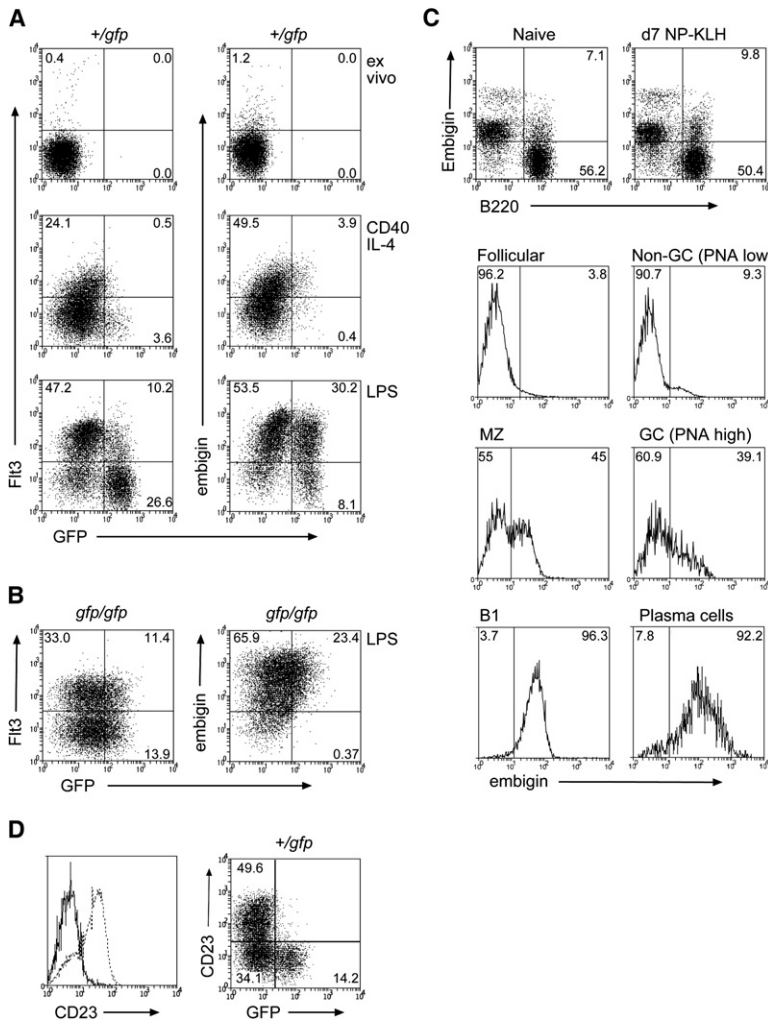 A
+/gfp
+/gfp
0.4 0.0
0.0
1.2 0.0
0.0
ex
vivo
24.1 0.5
3.6
49.5 3.9
0.4
CD40
IL-4
47.2 10.2
26.6
53.5 30.2
8.1
LPS
Flt3
embigin
GFP
B
gfp/gfp
gfp/gfp
33.0 11.4
13.9
65.9 23.4
0.37
LPS
Flt3
embigin
GFP
C
Naive
d7 NP-KLH
7.1
56.2
9.8
50.4
Embigin
B220
Follicular
Non-GC (PNA low
96.2 3.8
90.7 9.3
MZ
GC (PNA high)
55 45
60.9 39.1
B1
Plasma cells
3.7 96.3
7.8 92.2
embigin
D
+/gfp
49.6
34.1 14.2
CD23
CD23
GFP